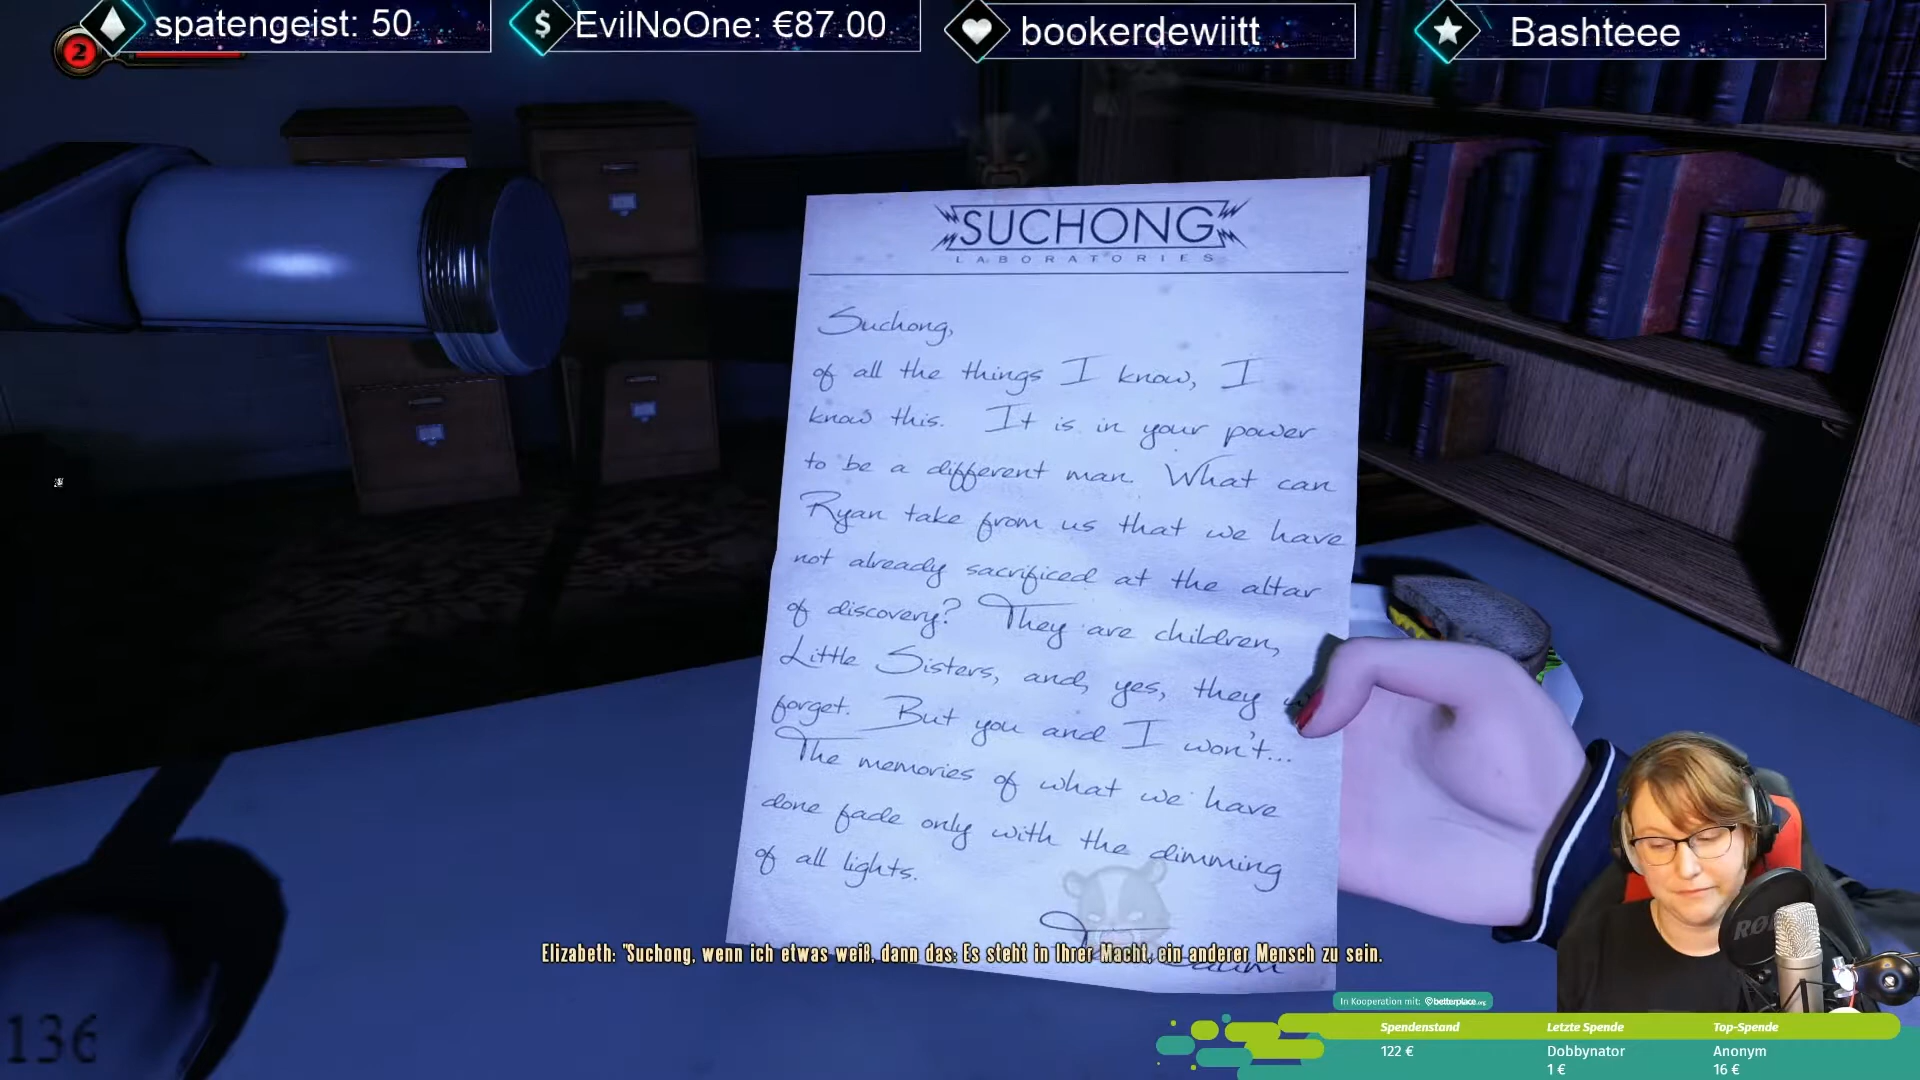 spatengeist: 50
EvilNoOne: €87.00
bookerdewiitt
Bashteee
2
SUCHONG
LABORATORIES
Suchong,
of all the things I know, I
know this. It is in your power
to be a different man. What can
Ryan take from us that we have
not already sacrificed at the altar
of discovery? They are children,
Little Sisters, and, yes, they
forget. But you and I won't...
The memories of what we have
done fade only with the dimming
of all lights.
Elizabeth: "Suchong, wenn ich etwas weiß, dann das: Es steht in Ihrer Macht, ein anderer Mensch zu sein.
RØDE
In Kooperation mit: betterplace.org
Spendenstand
Letzte Spende
Top-Spende
122 €
Dobbynator
Anonym
1 €
16 €
136